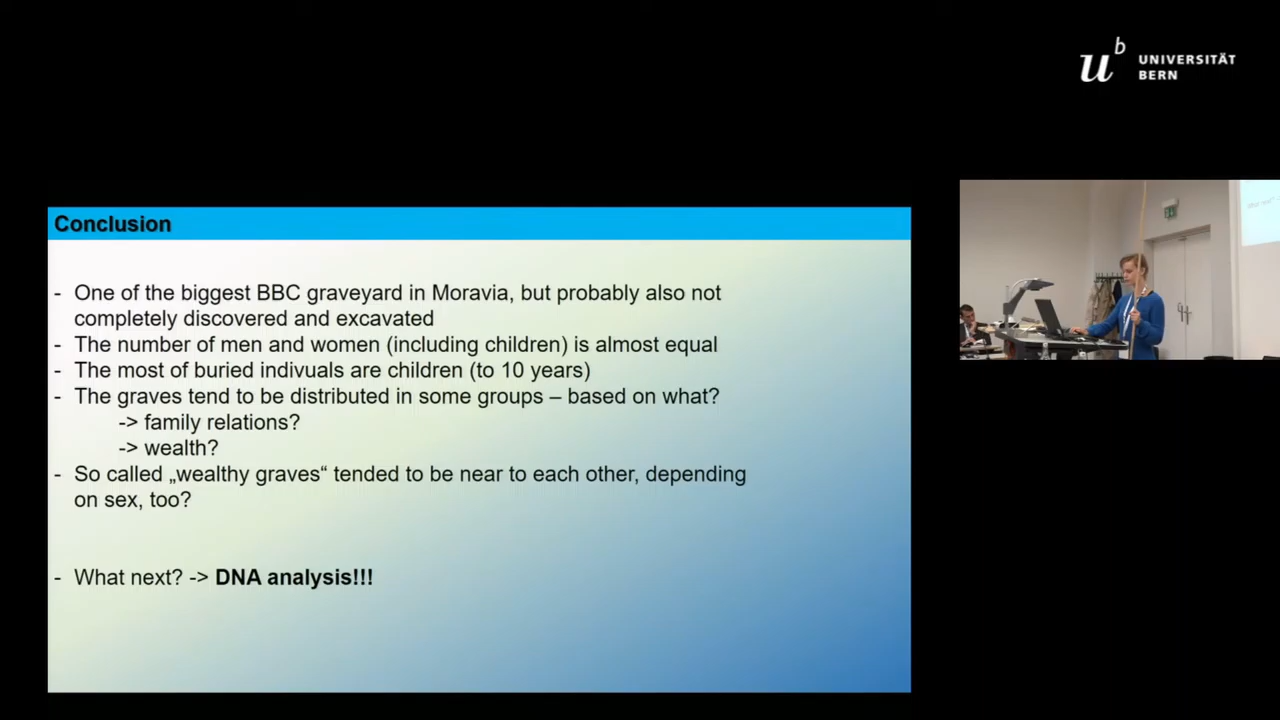 u^b
UNIVERSITÄT
BERN
Conclusion
- One of the biggest BBC graveyard in Moravia, but probably also not
completely discovered and excavated
- The number of men and women (including children) is almost equal
- The most of buried indivuals are children (to 10 years)
- The graves tend to be distributed in some groups – based on what?
-> family relations?
-> wealth?
- So called „wealthy graves“ tended to be near to each other, depending
on sex, too?
- What next? -> DNA analysis!!!